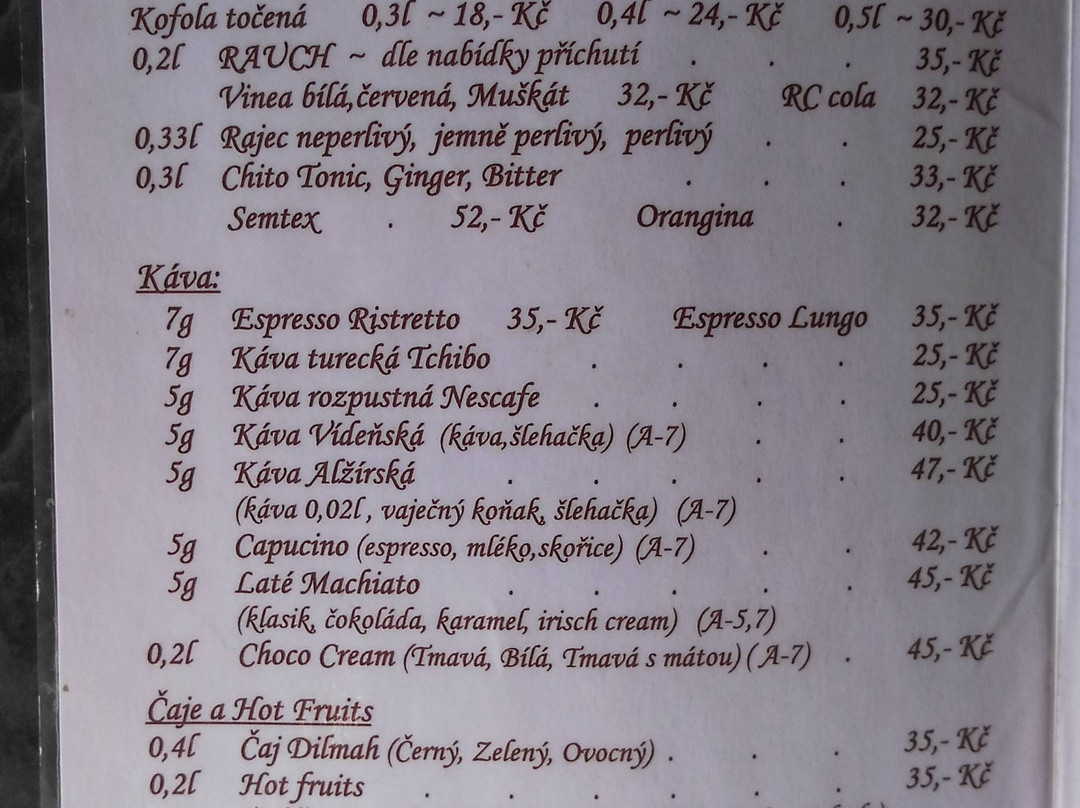 Kofola točená 0,3l ~ 18,- Kč 0,4l ~ 24,- Kč 0,5l ~ 30,- Kč
0,2l RAUCH ~ dle nabídky příchutí . . . 35,- Kč
Vinea bílá,červená, Muškát 32,- Kč RC cola 32,- Kč
0,33l Rajec neperlivý, jemně perlivý, perlivý . . 25,- Kč
0,3l Chito Tonic, Ginger, Bitter . . . 33,- Kč
Semtex . 52,- Kč Orangina . 32,- Kč
Káva:
7g Espresso Ristretto 35,- Kč Espresso Lungo 35,- Kč
7g Káva turecká Tchibo . . . . 25,- Kč
5g Káva rozpustná Nescafe . . . . 25,- Kč
5g Káva Vídeňská (káva,šlehačka) (A-7) . . 40,- Kč
5g Káva Alžírská . . . . . 47,- Kč
(káva 0,02l, vaječný koňak, šlehačka) (A-7)
5g Capucino (espresso, mléko,skořice) (A-7) . . 42,- Kč
5g Laté Machiato . . . . . 45,- Kč
(klasik, čokoláda, karamel, irisch cream) (A-5,7)
0,2l Choco Cream (Tmavá, Bílá, Tmavá s mátou) (A-7) . 45,- Kč
Čaje a Hot Fruits
0,4l Čaj Dilmah (Černý, Zelený, Ovocný) . . . 35,- Kč
0,2l Hot fruits . . . . . . 35,- Kč